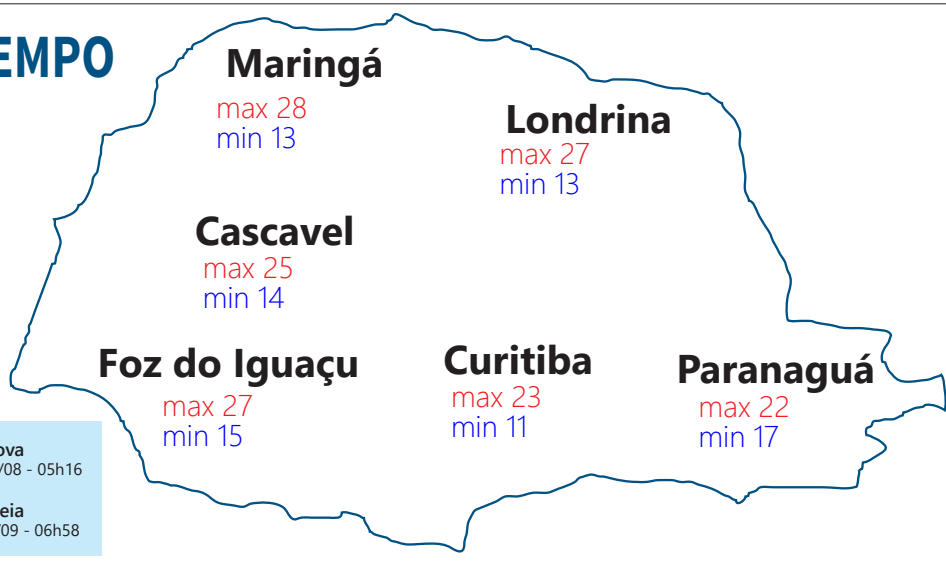 EMPO
Maringá
max 28
min 13
Londrina
max 27
min 13
Cascavel
max 25
min 14
Foz do Iguaçu
max 27
min 15
Curitiba
max 23
min 11
Paranaguá
max 22
min 17
ova
/08 - 05h16
eia
/09 - 06h58